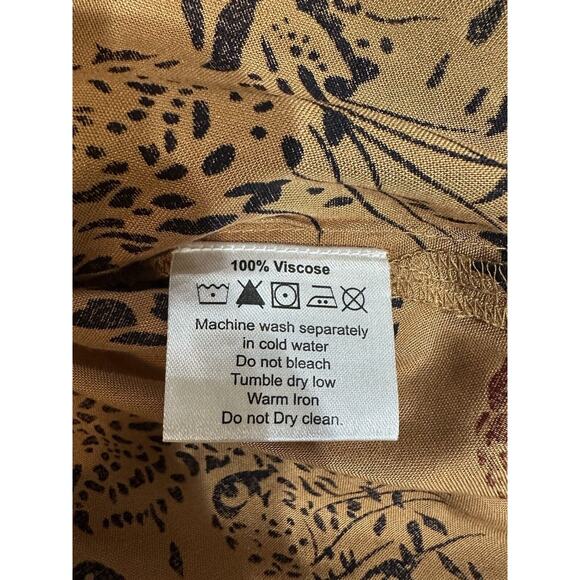 100% Viscose
Machine wash separately
in cold water
Do not bleach
Tumble dry low
Warm Iron
Do not Dry clean.